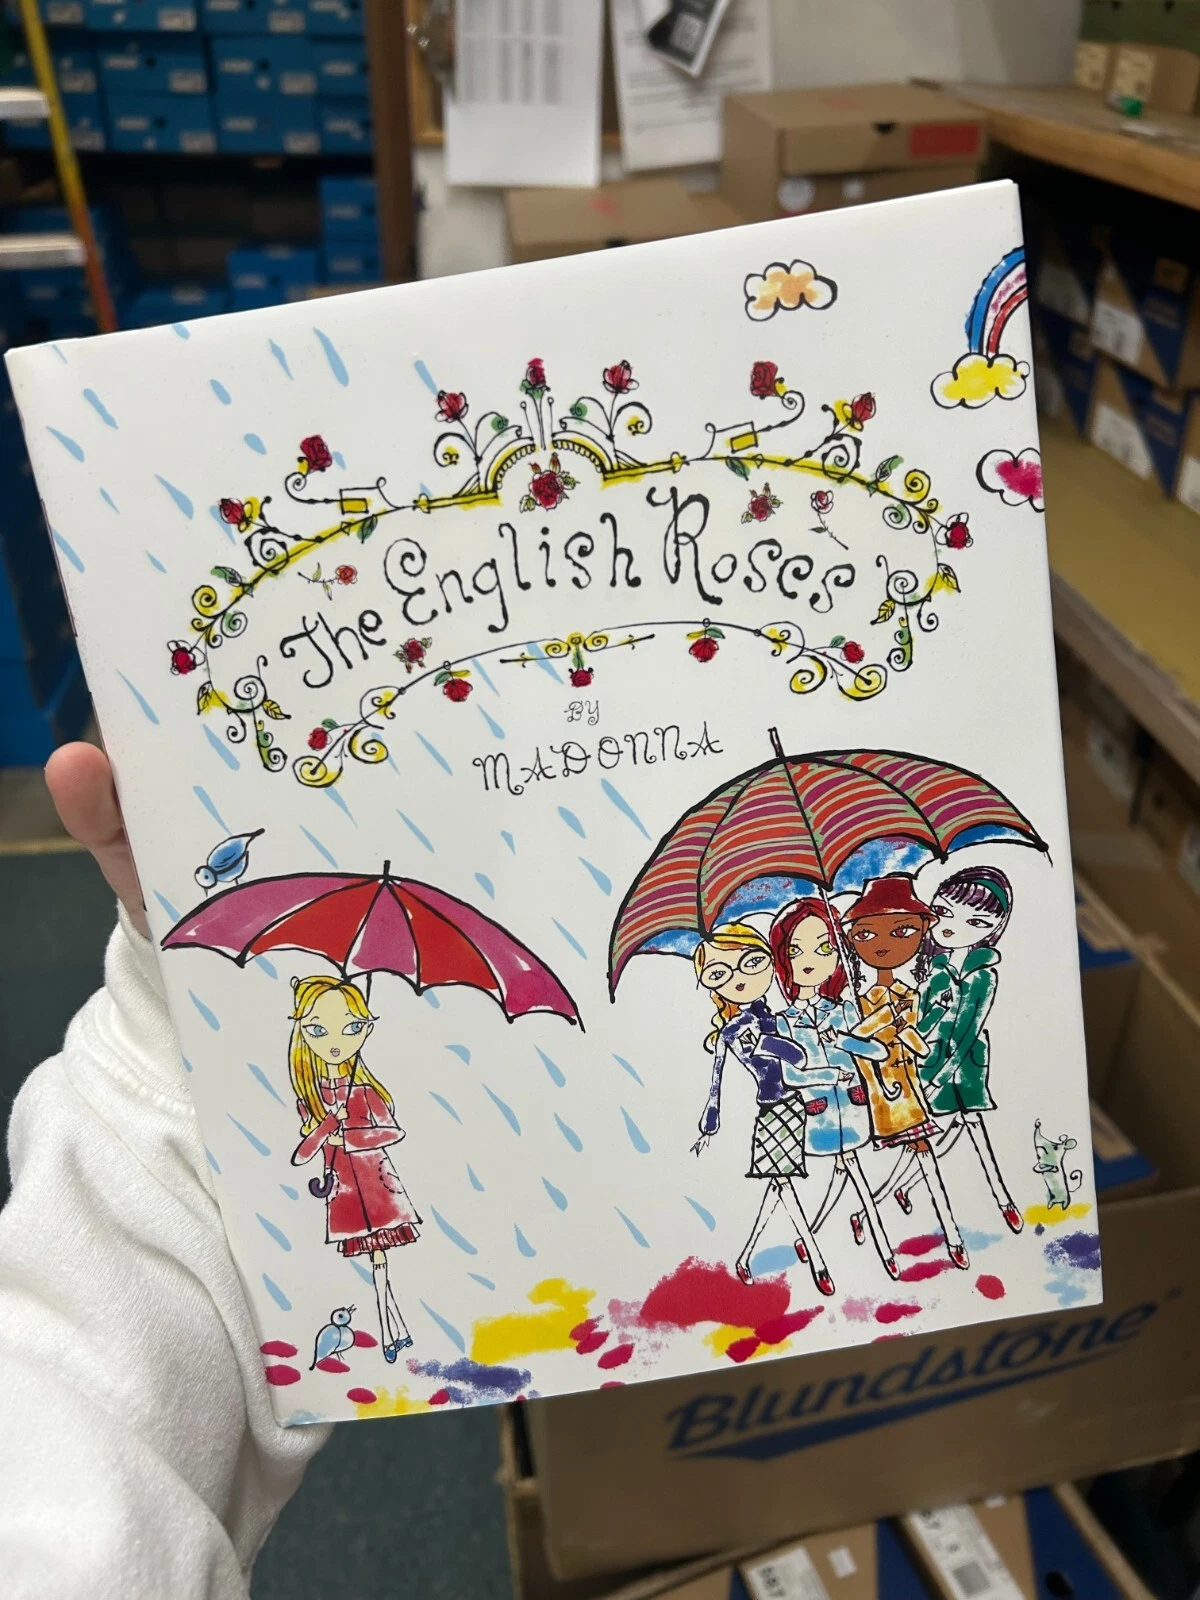 The English Roses
BY
MADONNA
Blundstone®